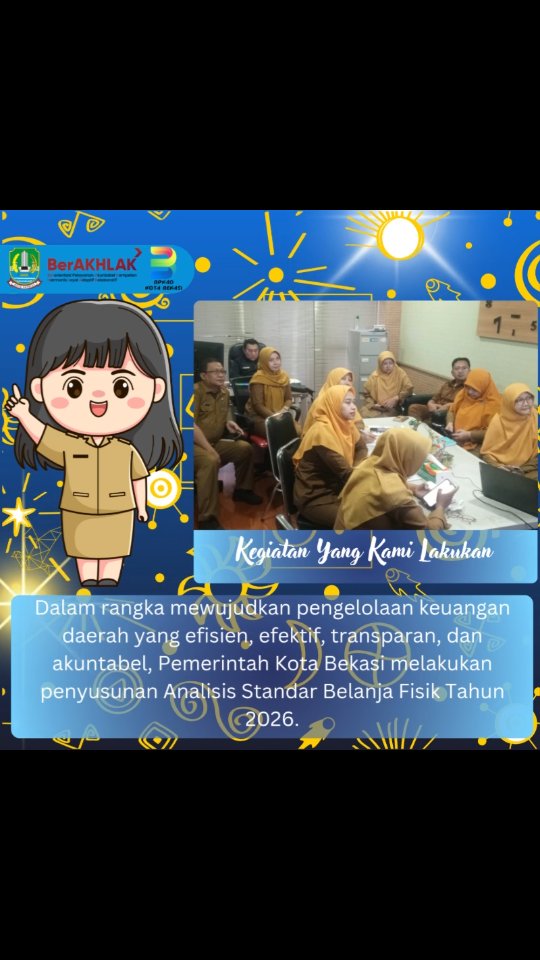 BerAKHLAK
BPKAD
KOTA BEKASI
Kegiatan Yang Kami Lakukan
Dalam rangka mewujudkan pengelolaan keuangan
daerah yang efisien, efektif, transparan, dan
akuntabel, Pemerintah Kota Bekasi melakukan
penyusunan Analisis Standar Belanja Fisik Tahun
2026.